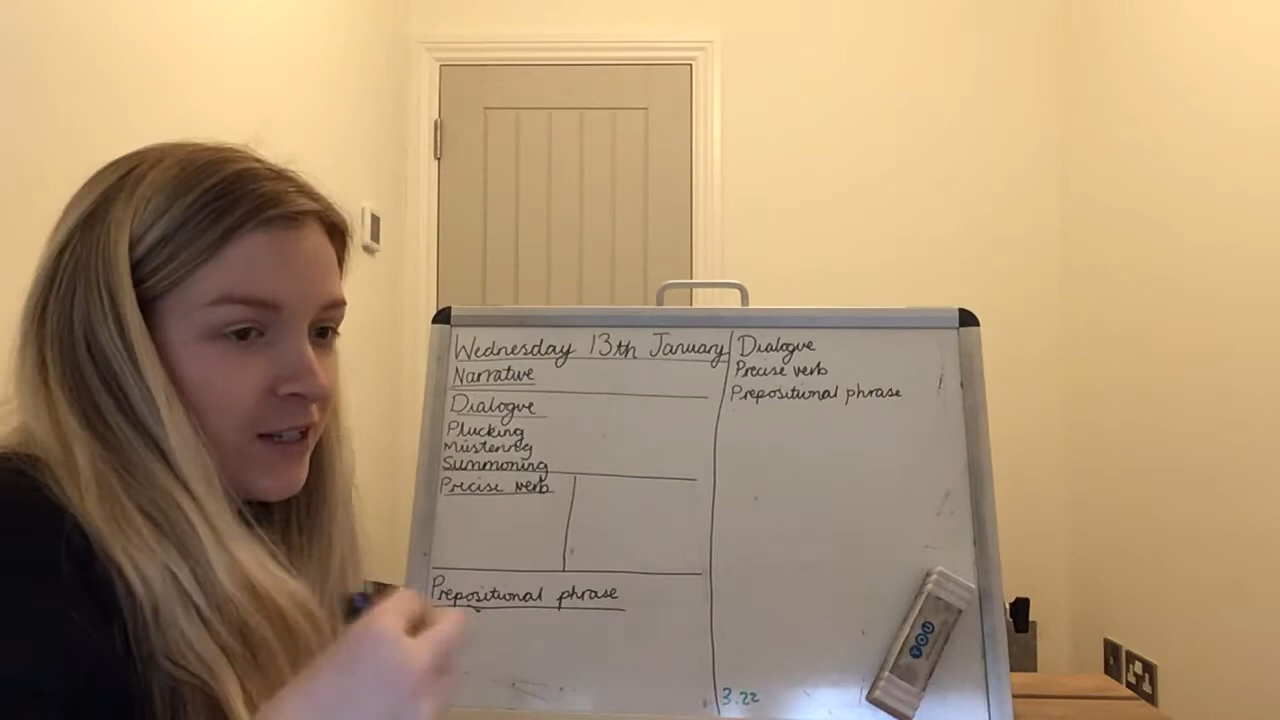 Wednesday 13th January
Narrative
Dialogue
Plucking
Mustering
Summoning
Precise verb
Prepositional phrase
Dialogue
Precise verb
Prepositional phrase
3.22